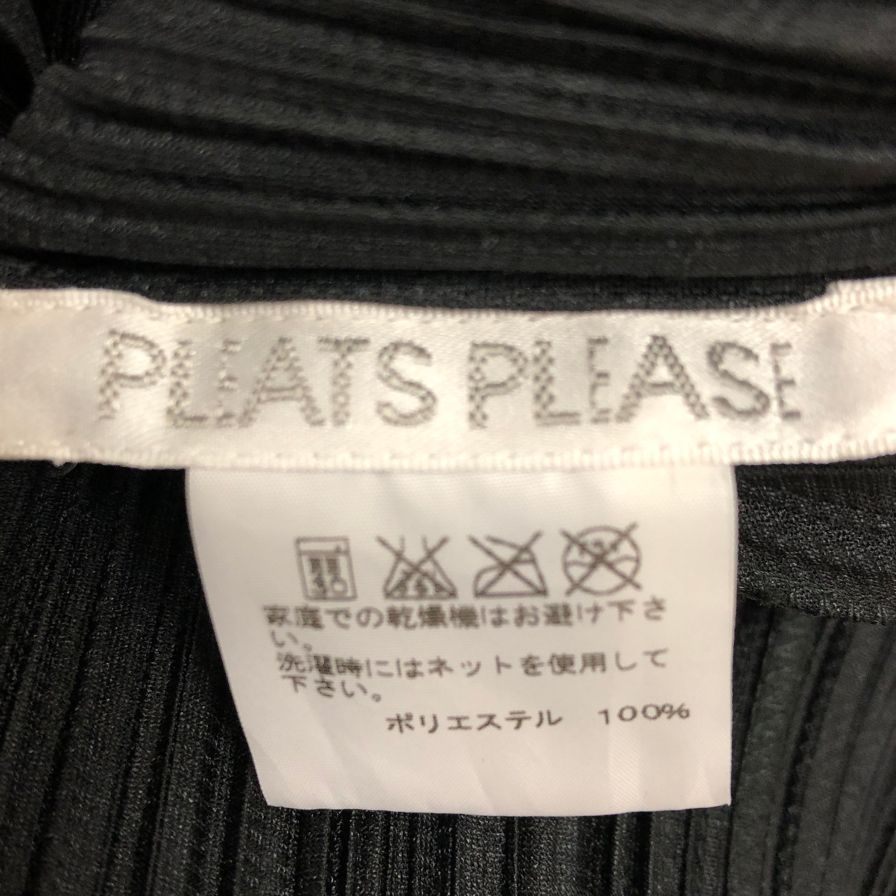 PLEATS PLEASE
家庭での乾燥機はお避け下さ
い。
洗濯時にはネットを使用して
下さい。
ポリエステル 100%